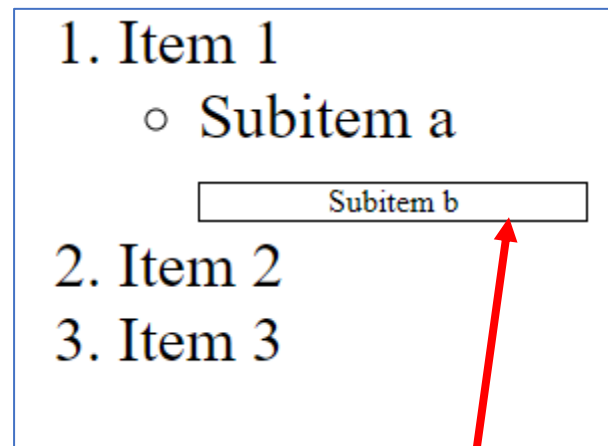 1. Item 1
○ Subitem a
Subitem b
2. Item 2
3. Item 3